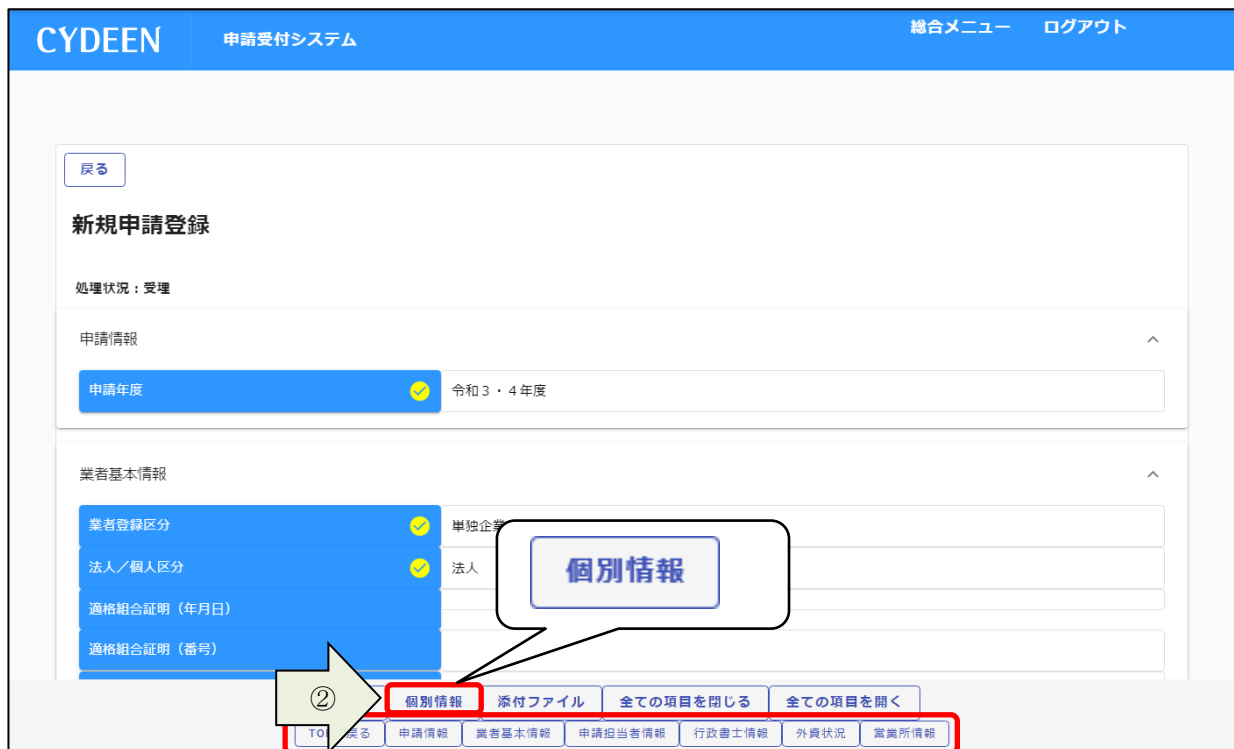 CYDEEN 申請受付システム 総合メニュー ログアウト
戻る
新規申請登録
処理状況：受理
申請情報
申請年度 令和３・４年度
業者基本情報
業者登録区分 単独企業
法人／個人区分 法人
個別情報
適格組合証明（年月日）
適格組合証明（番号）
② 個別情報 添付ファイル 全ての項目を閉じる 全ての項目を開く
戻る 申請情報 業者基本情報 申請担当者情報 行政書士情報 外資状況 営業所情報